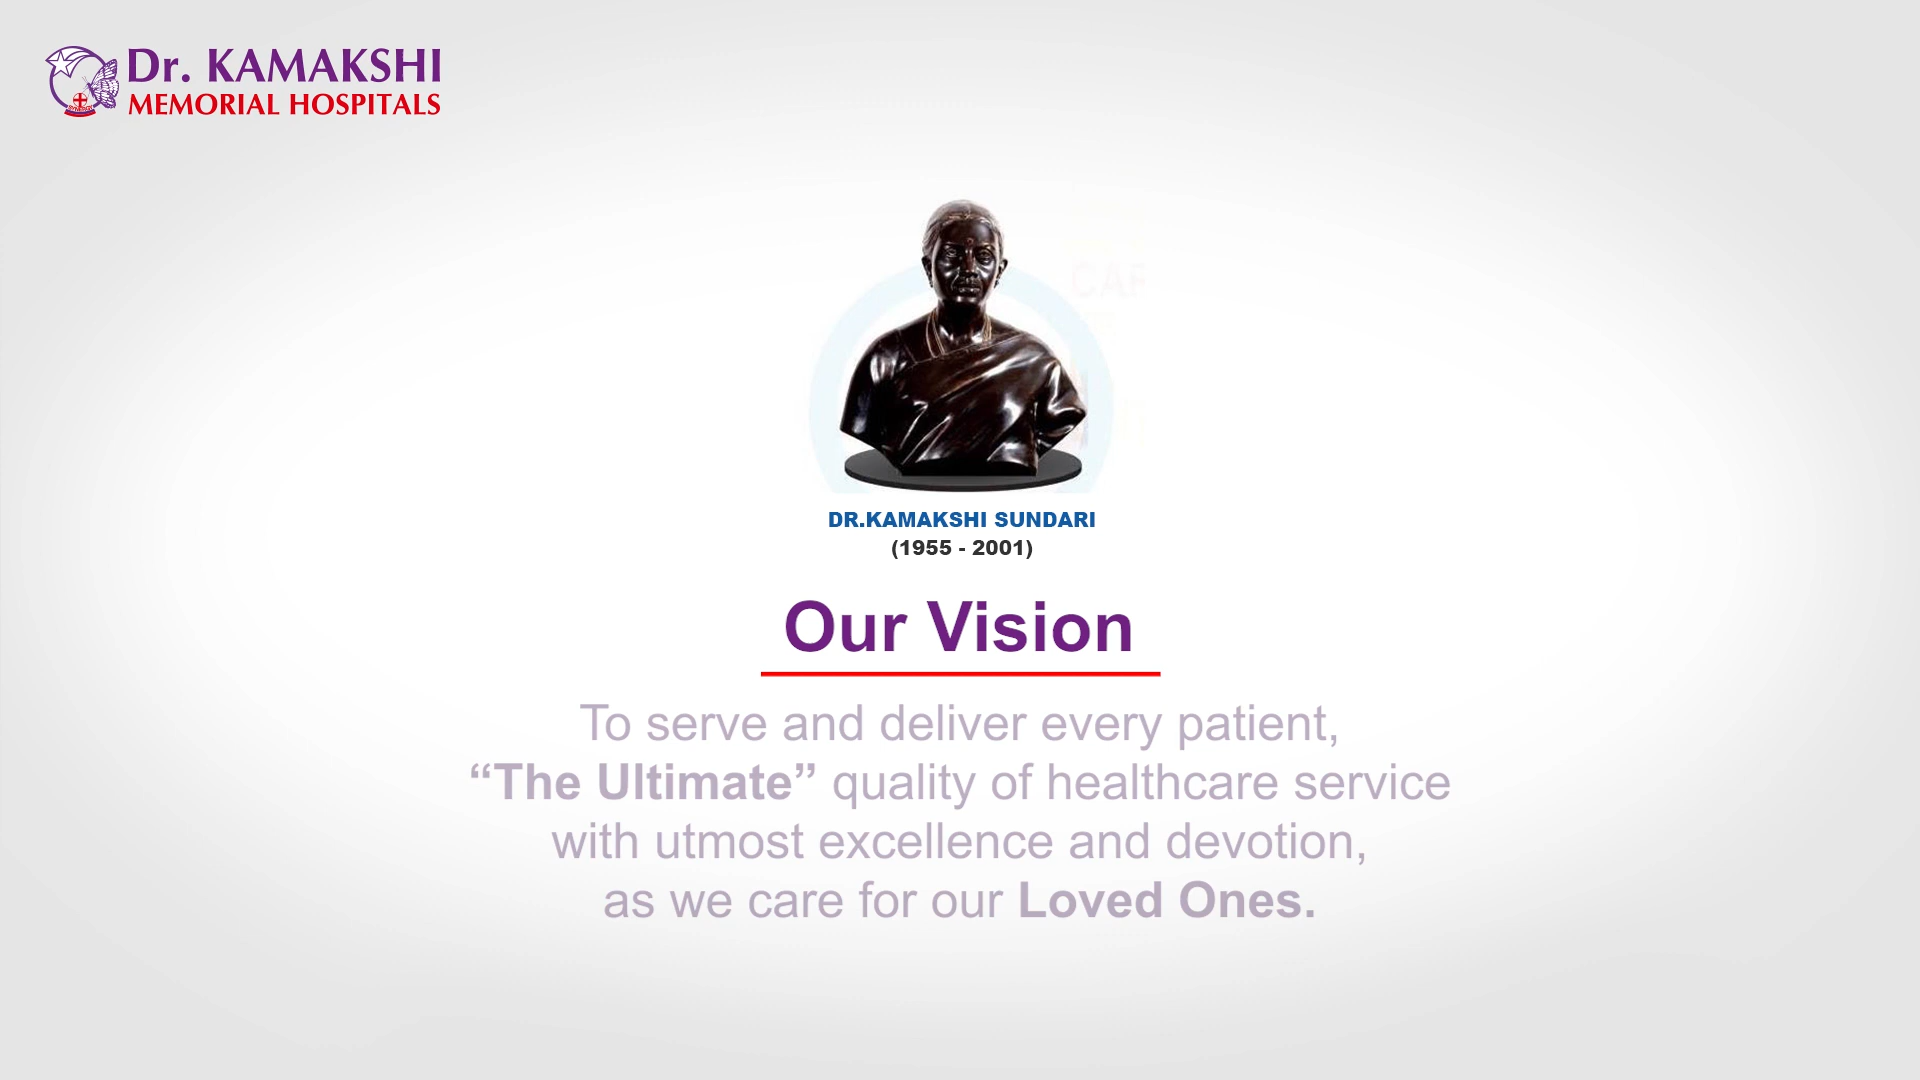 Dr. KAMAKSHI
MEMORIAL HOSPITALS
DR.KAMAKSHI SUNDARI
(1955 - 2001)
Our Vision
To serve and deliver every patient,
“The Ultimate” quality of healthcare service
with utmost excellence and devotion,
as we care for our Loved Ones.